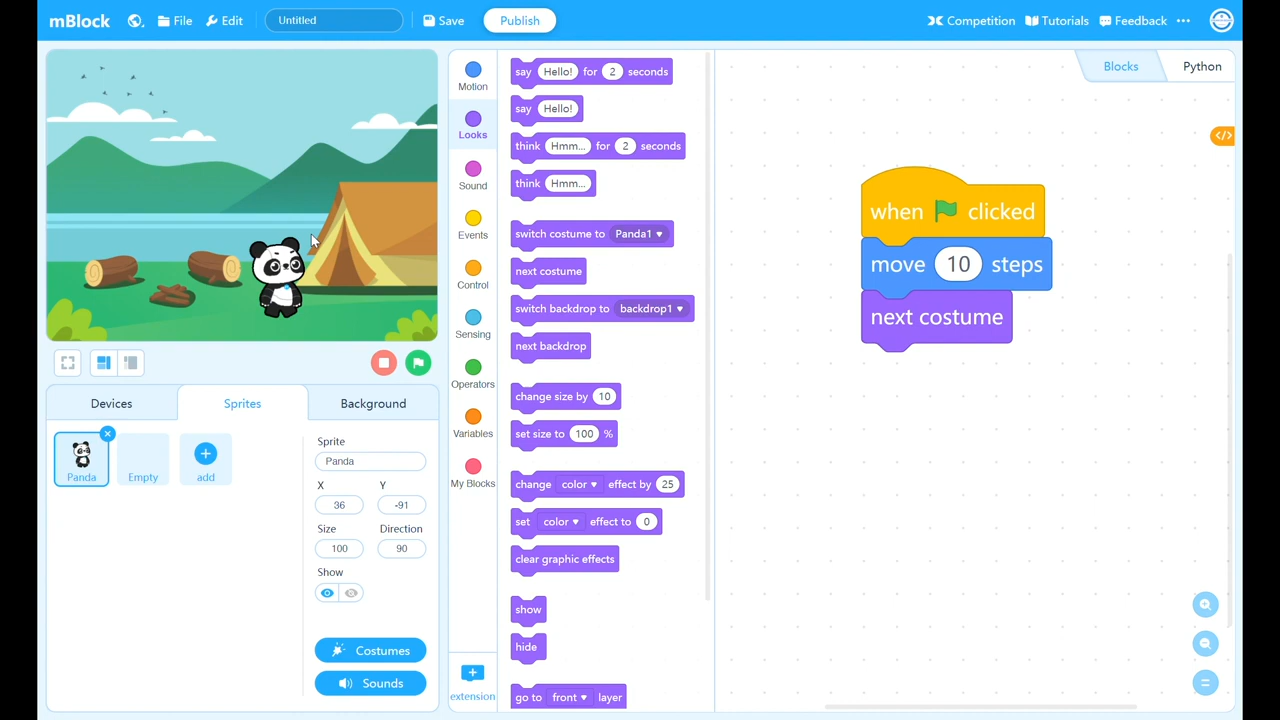 mBlock
File
Edit
Untitled
Save
Publish
Competition
Tutorials
Feedback
Motion
Looks
Sound
Events
Control
Sensing
Operators
Variables
My Blocks
extension
say Hello! for 2 seconds
say Hello!
think Hmm... for 2 seconds
think Hmm...
switch costume to Panda1
next costume
switch backdrop to backdrop1
next backdrop
change size by 10
set size to 100 %
change color effect by 25
set color effect to 0
clear graphic effects
show
hide
go to front layer
Blocks
Python
</>
when clicked
move 10 steps
next costume
Devices
Sprites
Background
Panda
Empty
add
Sprite
Panda
X Y
36 -91
Size Direction
100 90
Show
Costumes
Sounds